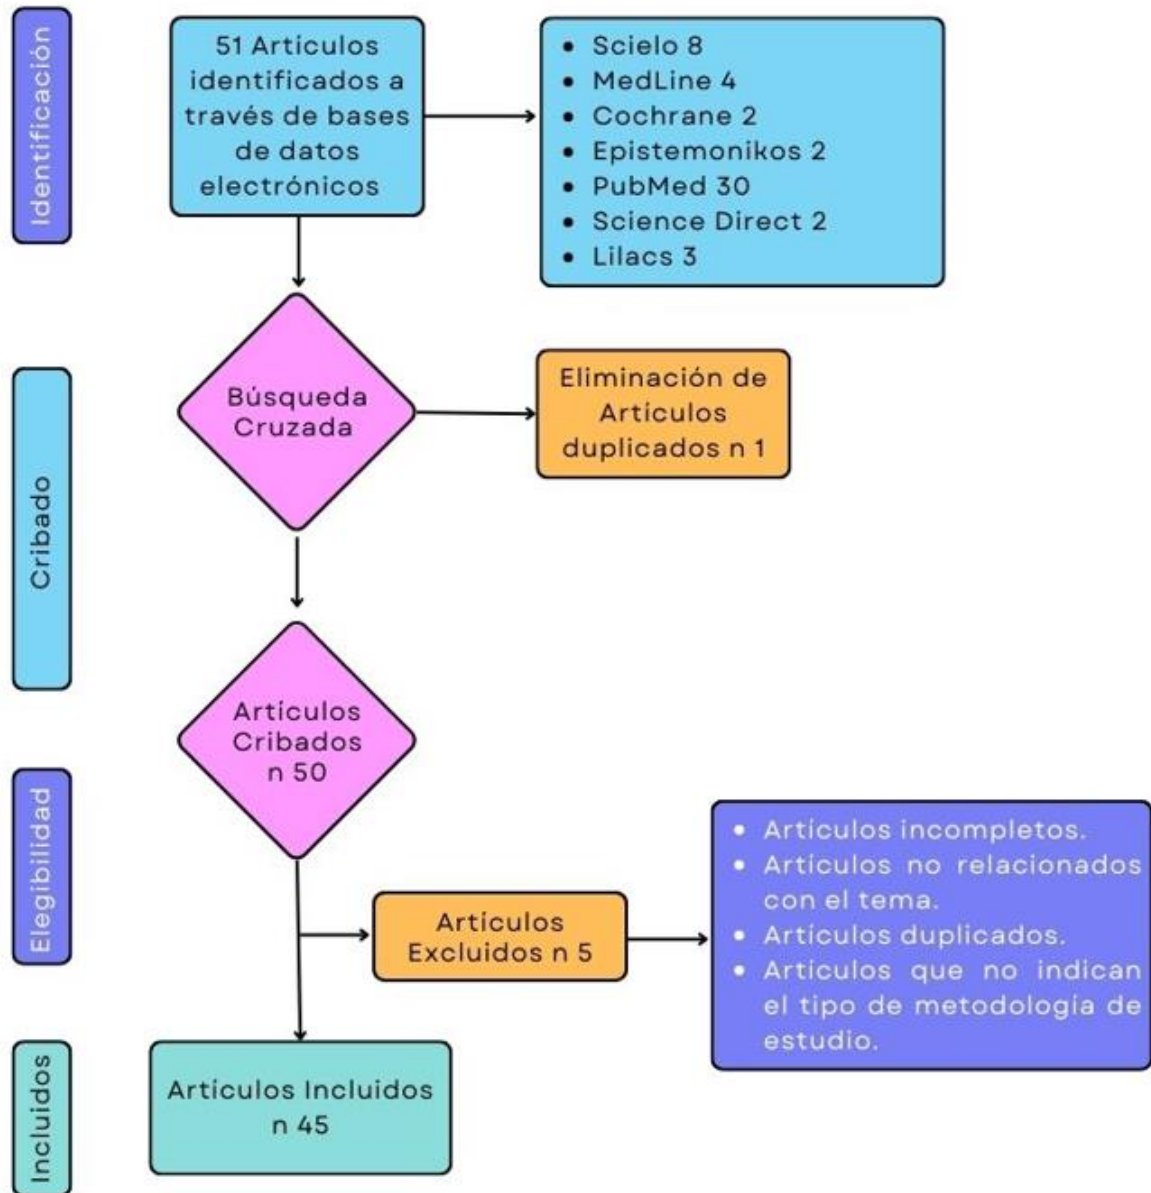 Identificación
51 Artículos
identificados a
través de bases
de datos
electrónicos
• Scielo 8
• MedLine 4
• Cochrane 2
• Epistemonikos 2
• PubMed 30
• Science Direct 2
• Lilacs 3
Cribado
Búsqueda
Cruzada
Eliminación de
Artículos
duplicados n 1
Artículos
Cribados
n 50
Elegibilidad
Artículos
Excluidos n 5
• Artículos incompletos.
• Artículos no relacionados
con el tema.
• Artículos duplicados.
• Artículos que no indican
el tipo de metodología de
estudio.
Incluidos
Artículos Incluidos
n 45